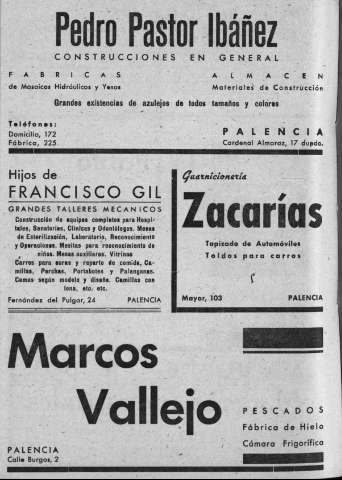 Pedro Pastor Ibáñez
CONSTRUCCIONES EN GENERAL
FABRICAS
de Mosaicos Hidráulicos y Yesos
ALMACEN
Materiales de Construcción
Grandes existencias de azulejos de todos tamaños y colores
Teléfonos:
Domicilio, 172
Fábrica, 225
PALENCIA
Cardenal Almaraz, 17 dupdo.
Hijos de
FRANCISCO GIL
GRANDES TALLERES MECANICOS
Construcción de equipos completos para Hospi-
tales, Sanatorios, Clínicas y Odontólogos. Mesas
de Esterilización, Laboratorio, Reconocimiento
y Operaciones. Mesitas para reconocimiento de
niños. Mesas auxiliares. Vitrinas
Carros para curas y reparto de comida, Ca-
millas, Perchas, Portabotes y Palanganas.
Camas según modelo y diseño. Camillas con
lona, etc. etc.
Fernández del Pulgar, 24 PALENCIA
Guarnicionería
Zacarías
Tapizado de Automóviles
Toldos para carros
Mayor, 103 PALENCIA
Marcos
Vallejo
PALENCIA
Calle Burgos, 2
PESCADOS
Fábrica de Hielo
Cámara Frigorífica